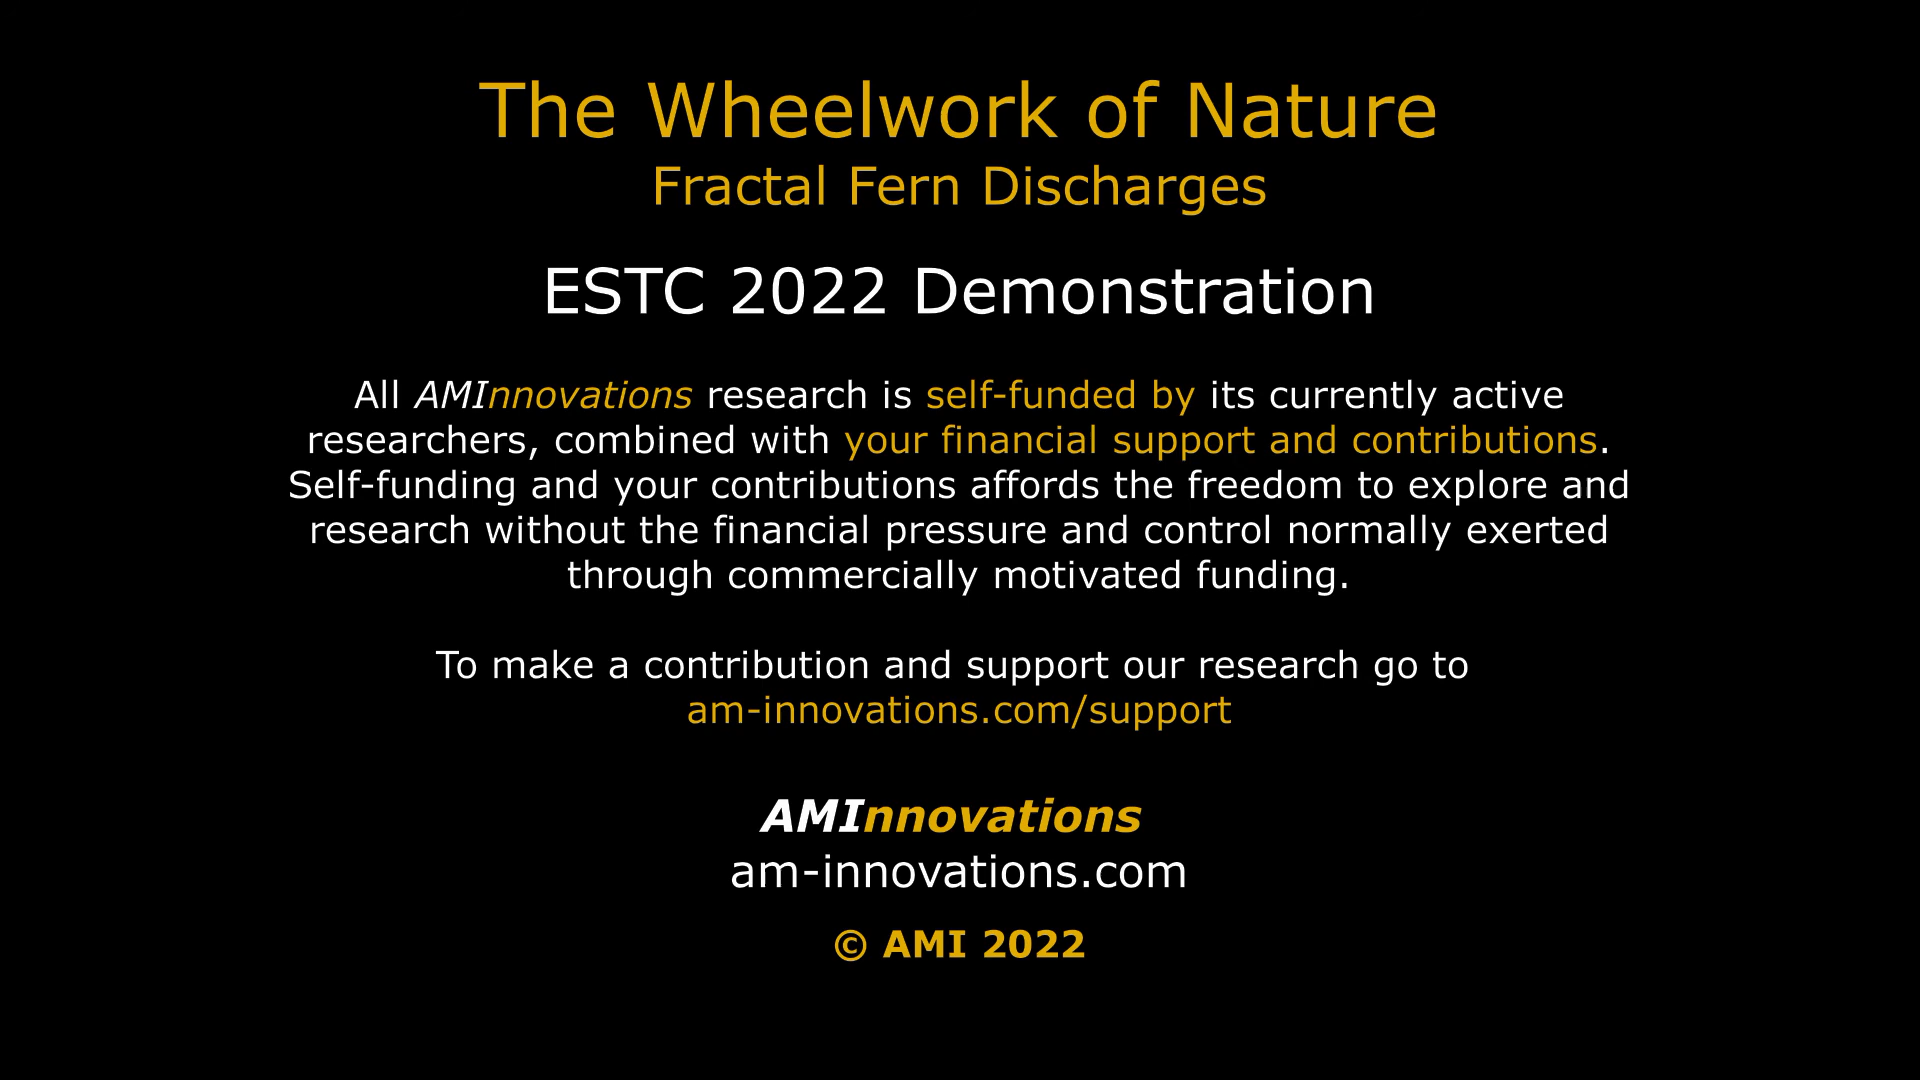 The Wheelwork of Nature
Fractal Fern Discharges
ESTC 2022 Demonstration
All AMInnovations research is self-funded by its currently active
researchers, combined with your financial support and contributions.
Self-funding and your contributions affords the freedom to explore and
research without the financial pressure and control normally exerted
through commercially motivated funding.
To make a contribution and support our research go to
am-innovations.com/support
AMInnovations
am-innovations.com
© AMI 2022